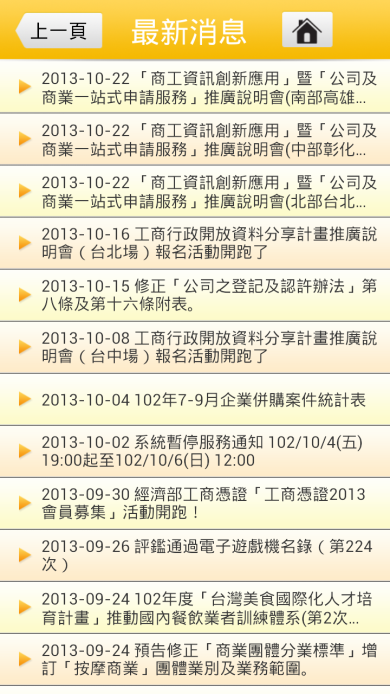 上一頁
最新消息
2013-10-22 「商工資訊創新應用」暨「公司及
商業一站式申請服務」推廣說明會(南部高雄...
2013-10-22 「商工資訊創新應用」暨「公司及
商業一站式申請服務」推廣說明會(中部彰化...
2013-10-22 「商工資訊創新應用」暨「公司及
商業一站式申請服務」推廣說明會(北部台北...
2013-10-16 工商行政開放資料分享計畫推廣說
明會（台北場）報名活動開跑了
2013-10-15 修正「公司之登記及認許辦法」第
八條及第十六條附表。
2013-10-08 工商行政開放資料分享計畫推廣說
明會（台中場）報名活動開跑了
2013-10-04 102年7-9月企業併購案件統計表
2013-10-02 系統暫停服務通知 102/10/4(五)
19:00起至102/10/6(日) 12:00
2013-09-30 經濟部工商憑證「工商憑證2013
會員募集」活動開跑！
2013-09-26 評鑑通過電子遊戲機名錄（第224
次）
2013-09-24 102年度「台灣美食國際化人才培
育計畫」推動國內餐飲業者訓練體系(第2次...
2013-09-24 預告修正「商業團體分業標準」增
訂「按摩商業」團體業別及業務範圍。